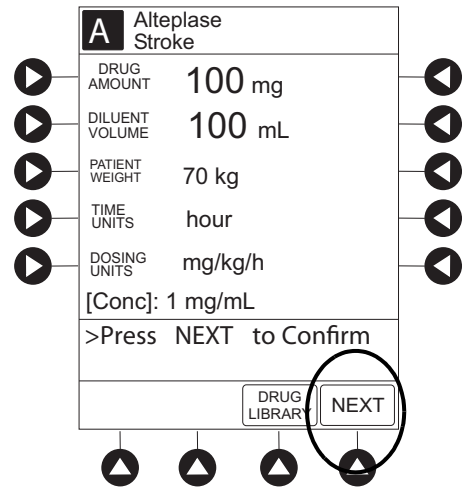 A Alteplase
Stroke
DRUG
AMOUNT 100 mg
DILUENT
VOLUME 100 mL
PATIENT
WEIGHT 70 kg
TIME
UNITS hour
DOSING
UNITS mg/kg/h
[Conc]: 1 mg/mL
>Press NEXT to Confirm
DRUG
LIBRARY NEXT